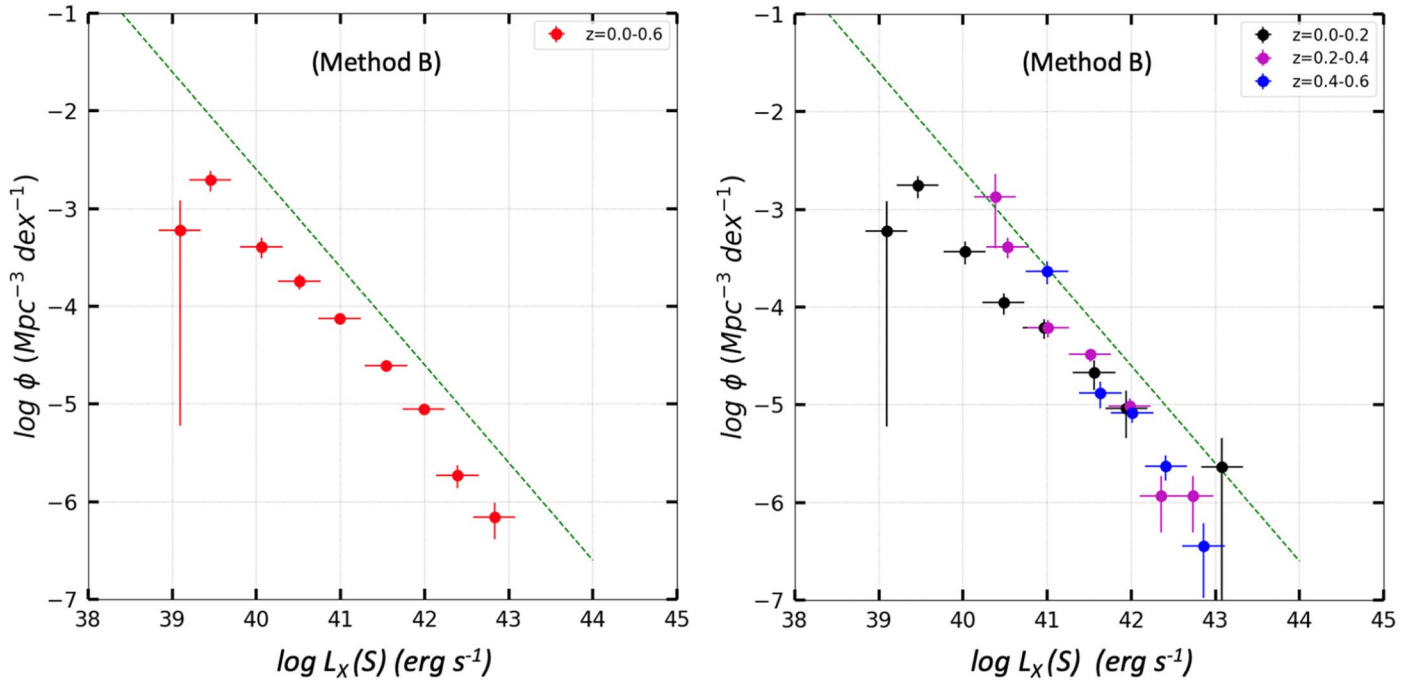 −1
−2
−3
−4
−5
−6
−7
38 39 40 41 42 43 44 45
log ϕ (Mpc⁻³ dex⁻¹)
log L_X(S) (erg s⁻¹)
(Method B)
z=0.0-0.6
−1
−2
−3
−4
−5
−6
−7
38 39 40 41 42 43 44 45
log ϕ (Mpc⁻³ dex⁻¹)
log L_X(S) (erg s⁻¹)
(Method B)
z=0.0-0.2
z=0.2-0.4
z=0.4-0.6